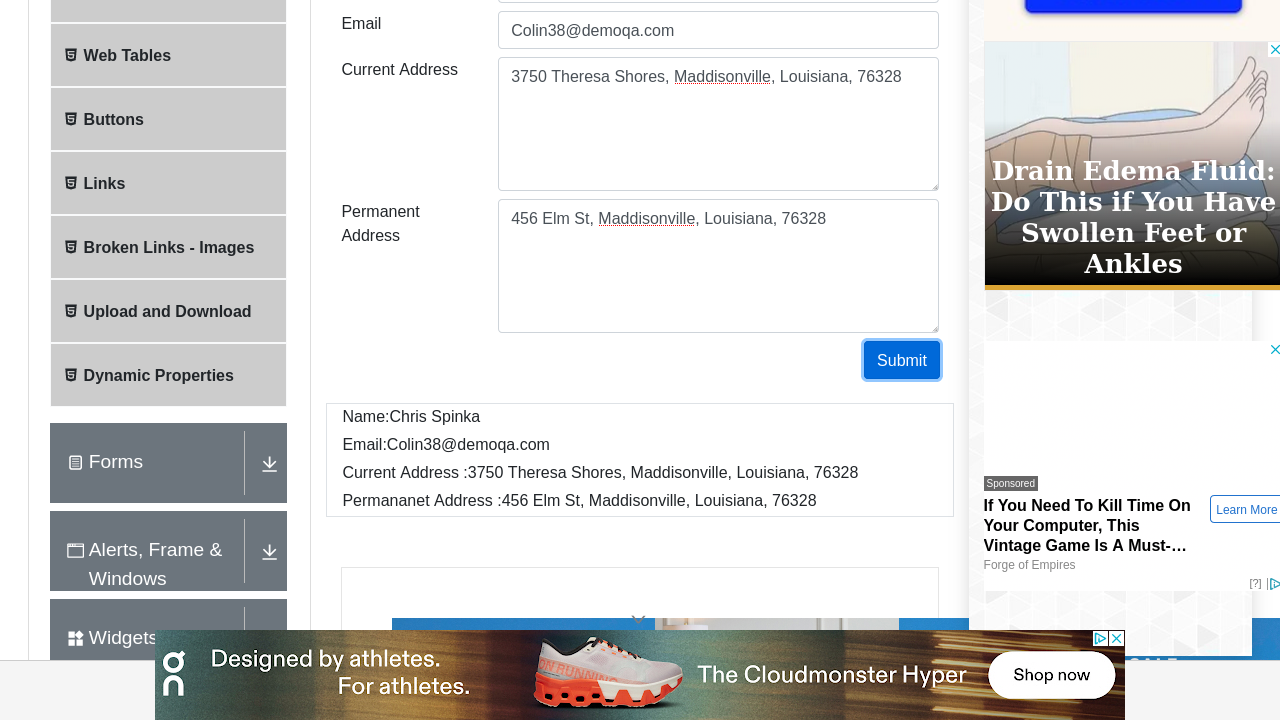 Email
Colin38@demoqa.com
Web Tables
Current Address
3750 Theresa Shores, Maddisonville, Louisiana, 76328
Buttons
Links
Permanent
Address
456 Elm St, Maddisonville, Louisiana, 76328
Broken Links - Images
Upload and Download
Dynamic Properties
Submit
Name:Chris Spinka
Email:Colin38@demoqa.com
Current Address :3750 Theresa Shores, Maddisonville, Louisiana, 76328
Permananet Address :456 Elm St, Maddisonville, Louisiana, 76328
Forms
Alerts, Frame &
Windows
Widgets
Drain Edema Fluid:
Do This if You Have
Swollen Feet or
Ankles
Sponsored
If You Need To Kill Time On
Your Computer, This
Vintage Game Is A Must-…
Learn More
Forge of Empires
[?]
on
Designed by athletes.
For athletes.
The Cloudmonster Hyper
Shop now